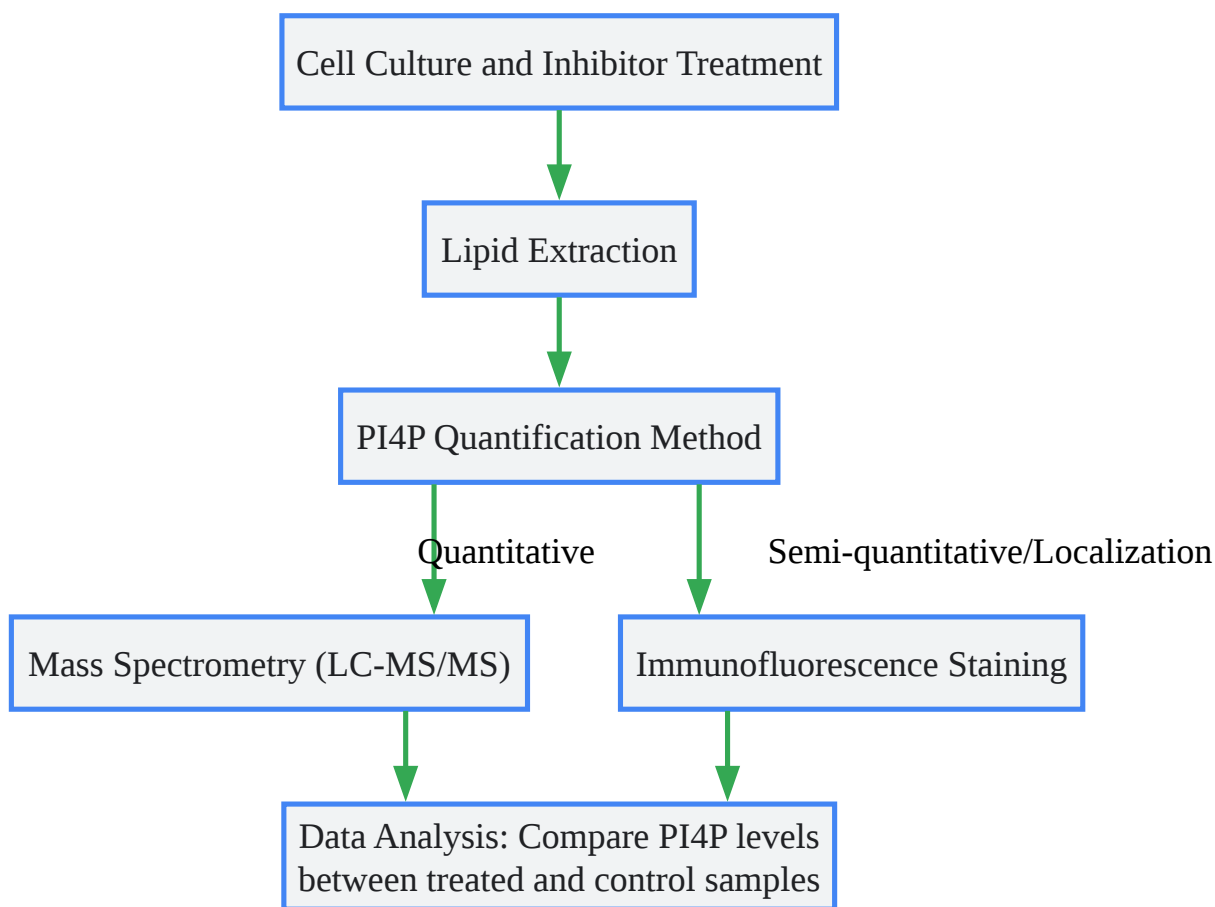 Cell Culture and Inhibitor Treatment
Lipid Extraction
PI4P Quantification Method
Quantitative
Semi-quantitative/Localization
Mass Spectrometry (LC-MS/MS)
Immunofluorescence Staining
Data Analysis: Compare PI4P levels
between treated and control samples